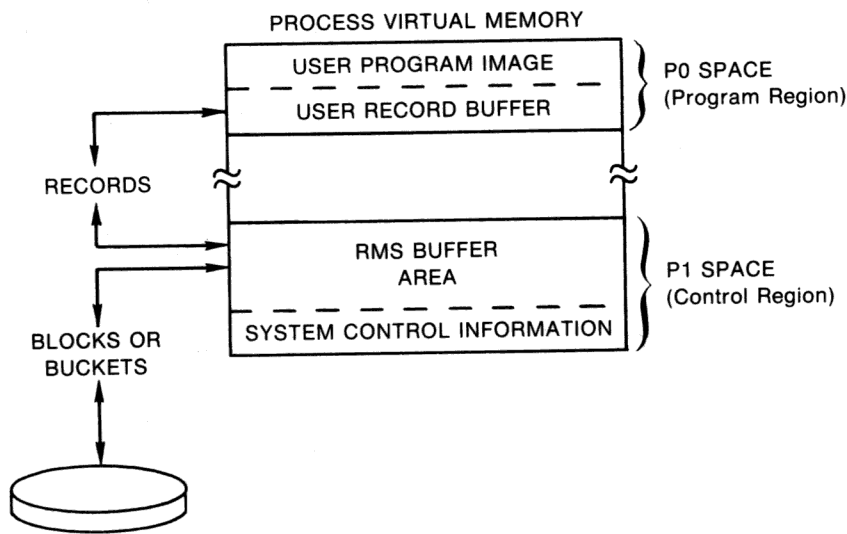 PROCESS VIRTUAL MEMORY
USER PROGRAM IMAGE
USER RECORD BUFFER
P0 SPACE
(Program Region)
RECORDS
RMS BUFFER
AREA
SYSTEM CONTROL INFORMATION
P1 SPACE
(Control Region)
BLOCKS OR
BUCKETS